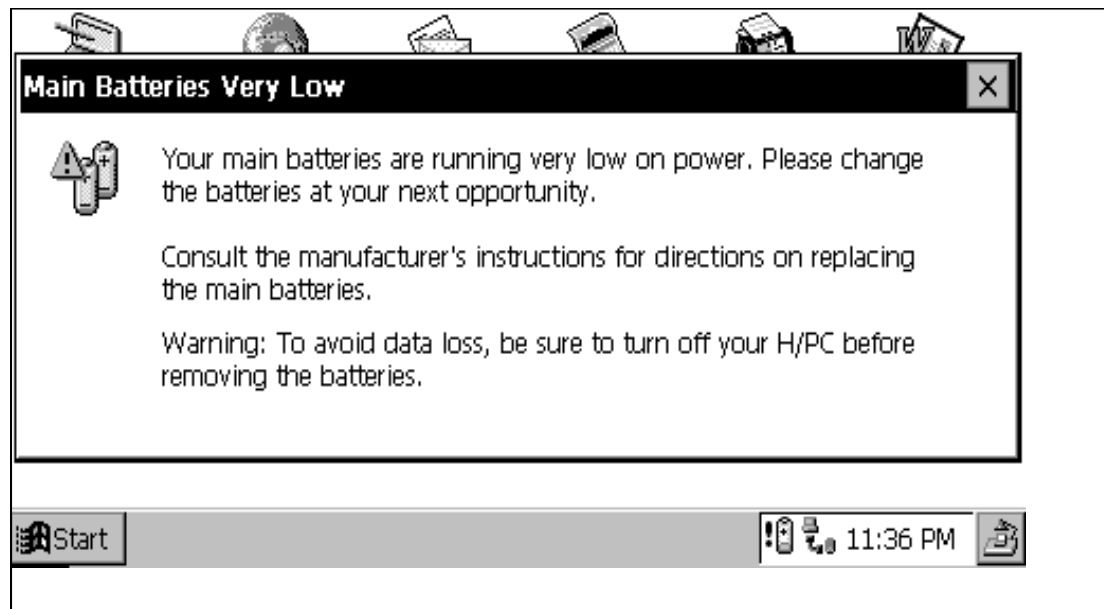 Main Batteries Very Low
Your main batteries are running very low on power. Please change
the batteries at your next opportunity.
Consult the manufacturer's instructions for directions on replacing
the main batteries.
Warning: To avoid data loss, be sure to turn off your H/PC before
removing the batteries.
Start
11:36 PM